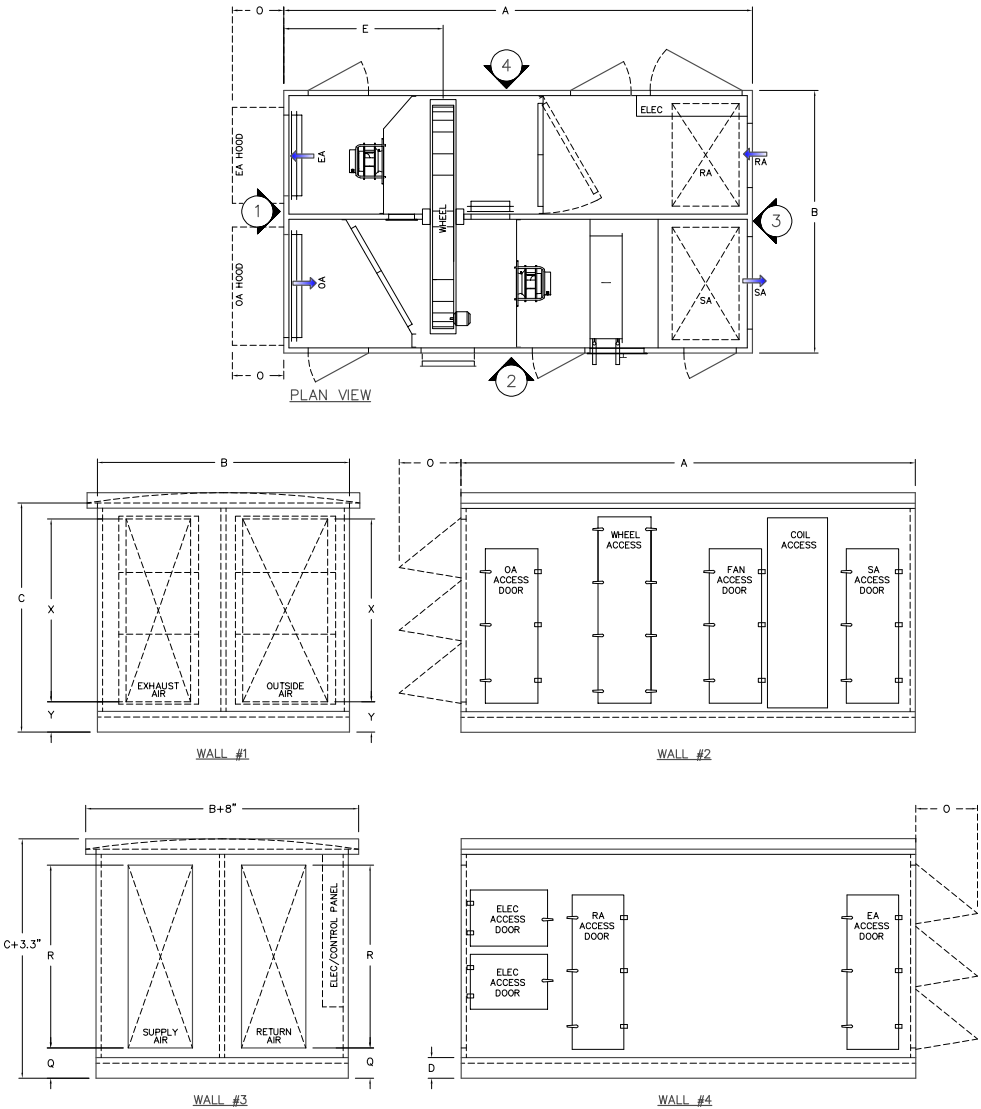 O
A
E
4
ELEC
EA HOOD
EA
RA
RA
1
WHEEL
3
B
OA HOOD
OA
SA
SA
O
2
PLAN VIEW
B
O
A
WHEEL
ACCESS
COIL
ACCESS
OA
ACCESS
DOOR
FAN
ACCESS
DOOR
SA
ACCESS
DOOR
C
X
X
EXHAUST
AIR
OUTSIDE
AIR
Y
Y
WALL #1
WALL #2
B+8"
O
ELEC
ACCESS
DOOR
RA
ACCESS
DOOR
EA
ACCESS
DOOR
C+3.3"
R
ELEC/CONTROL PANEL
R
ELEC
ACCESS
DOOR
SUPPLY
AIR
RETURN
AIR
Q
Q
D
WALL #3
WALL #4